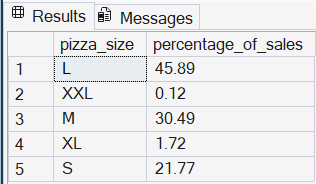 Results Messages
pizza_size percentage_of_sales
1 L 45.89
2 XXL 0.12
3 M 30.49
4 XL 1.72
5 S 21.77